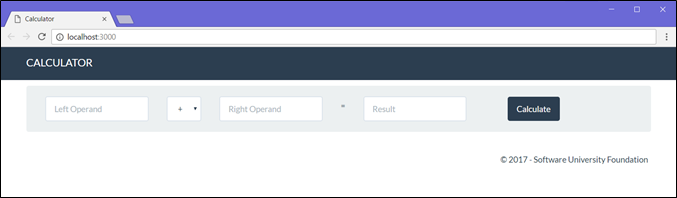 Calculator
localhost:3000
CALCULATOR
Left Operand + Right Operand = Result Calculate
© 2017 - Software University Foundation